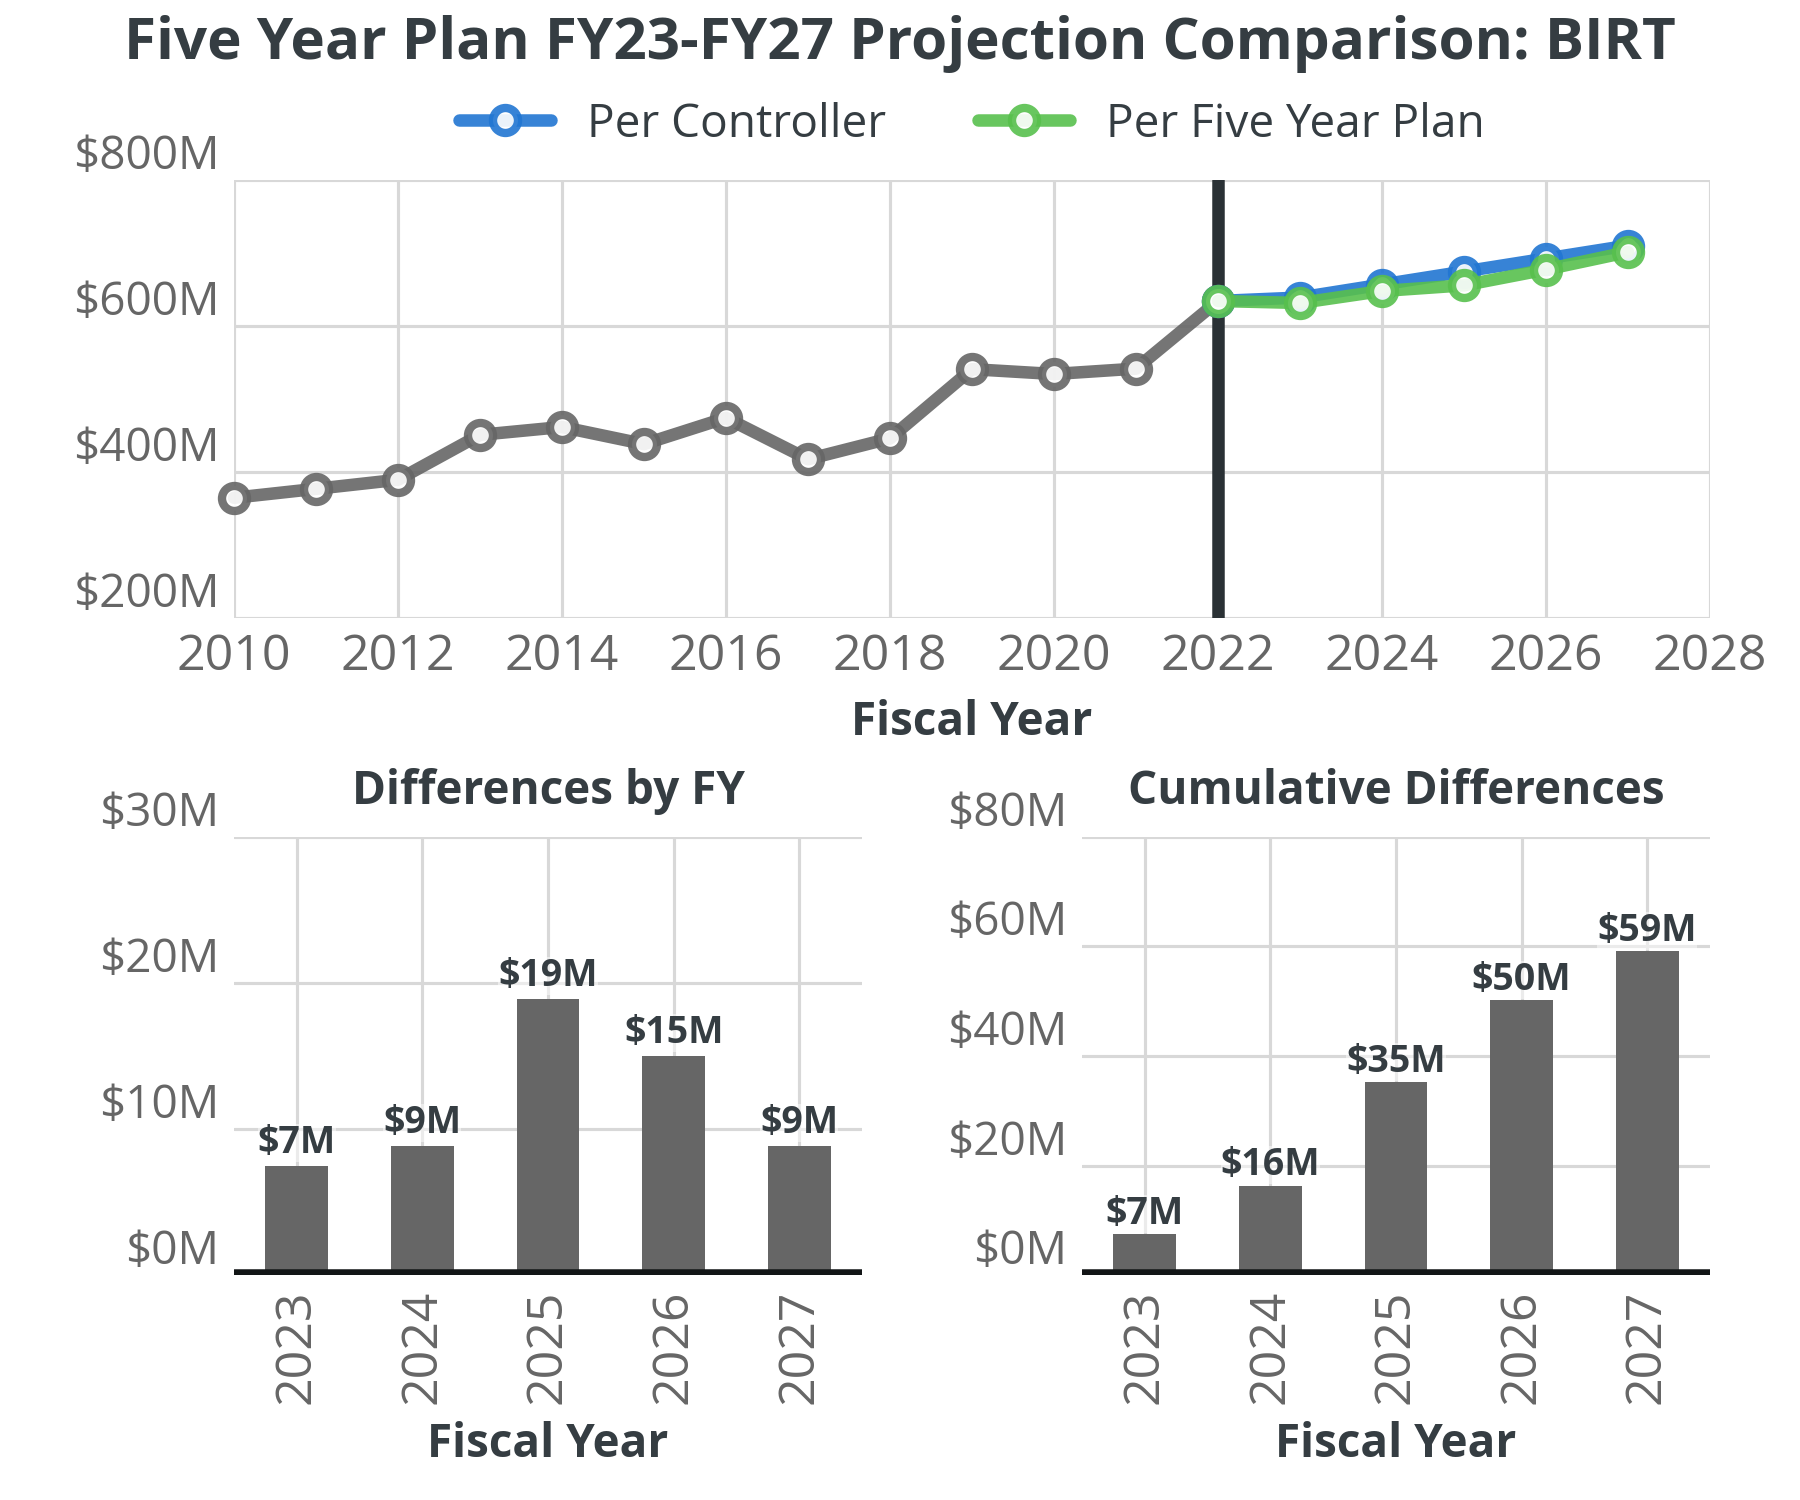 Five Year Plan FY23-FY27 Projection Comparison: BIRT
Per Controller
Per Five Year Plan
$800M
$600M
$400M
$200M
2010 2012 2014 2016 2018 2020 2022 2024 2026 2028
Fiscal Year
Differences by FY
$30M
$20M
$10M
$0M
$7M
$9M
$19M
$15M
$9M
2023 2024 2025 2026 2027
Fiscal Year
Cumulative Differences
$80M
$60M
$40M
$20M
$0M
$7M
$16M
$35M
$50M
$59M
2023 2024 2025 2026 2027
Fiscal Year